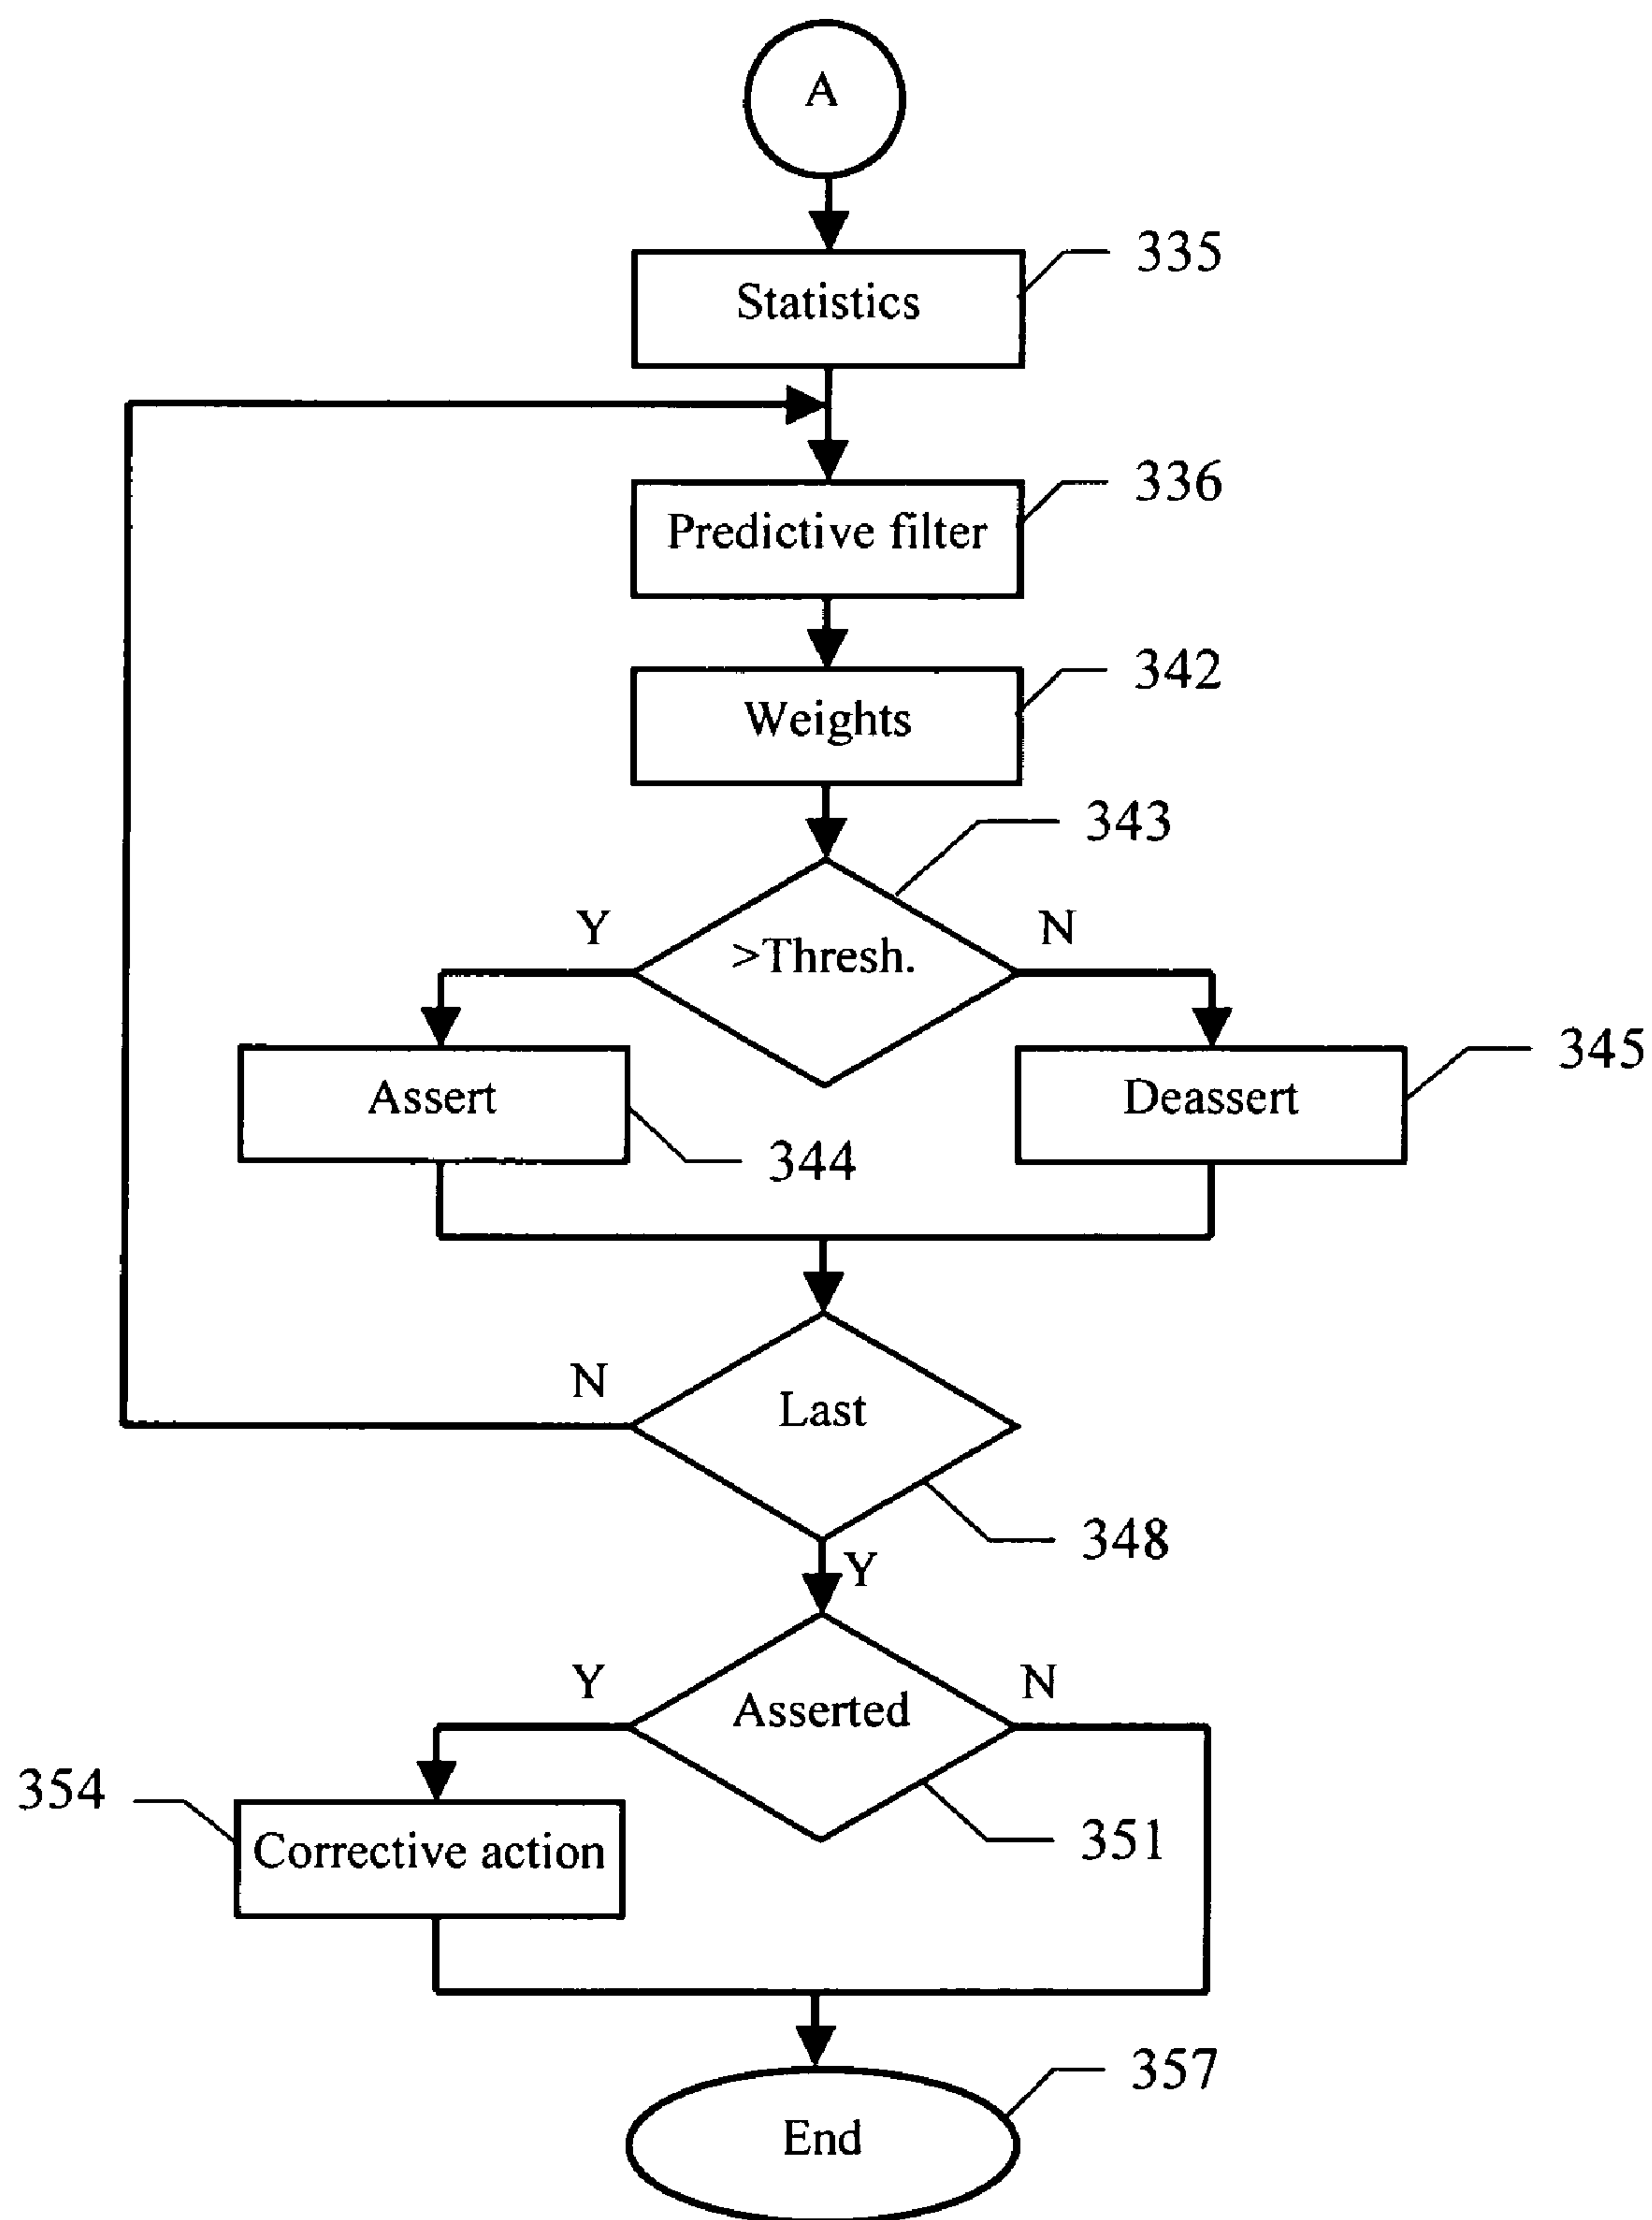 A
335
Statistics
336
Predictive filter
342
Weights
343
Y
N
>Thresh.
345
Assert
Deassert
344
N
Last
348
Y
Y
N
Asserted
354
351
Corrective action
357
End